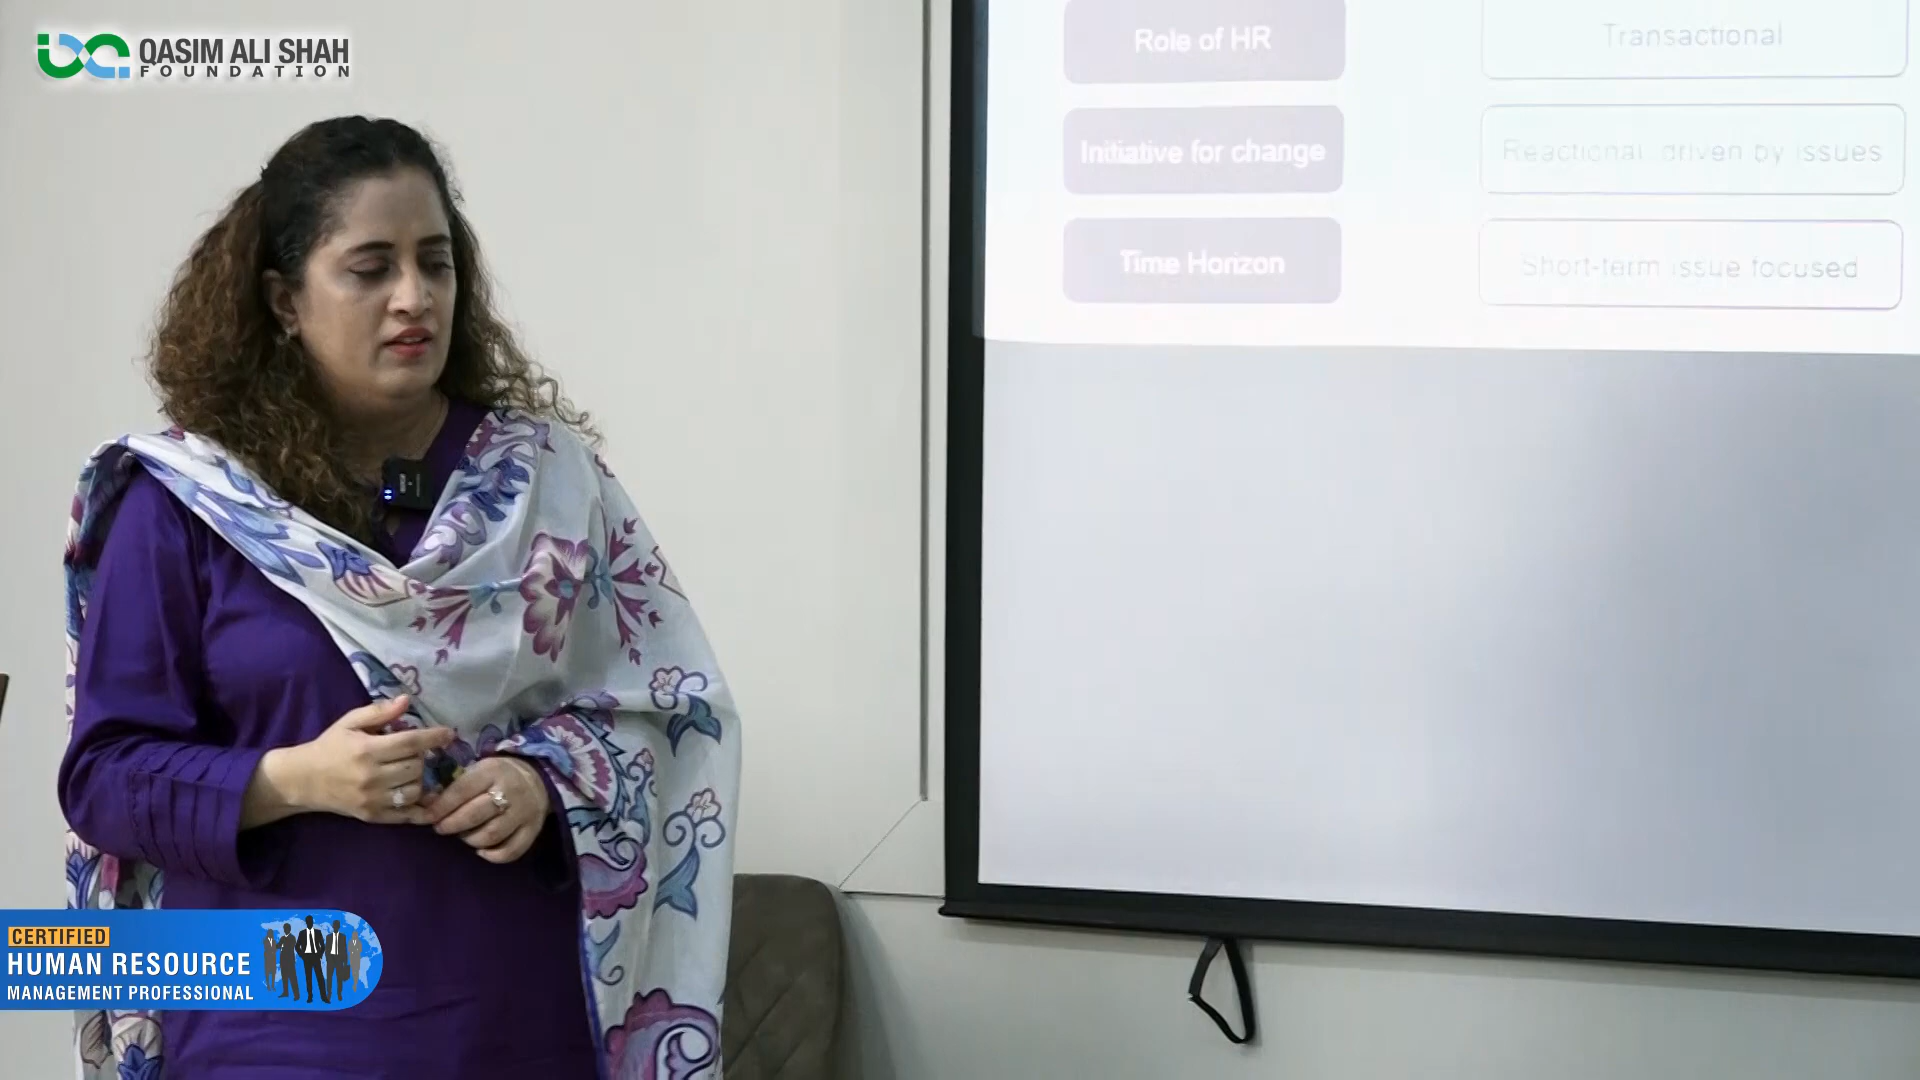 QASIM ALI SHAH
FOUNDATION
Role of HR
Transactional
Initiative for change
Reactional, driven by issues
Time Horizon
Short-term issue focused
CERTIFIED
HUMAN RESOURCE
MANAGEMENT PROFESSIONAL